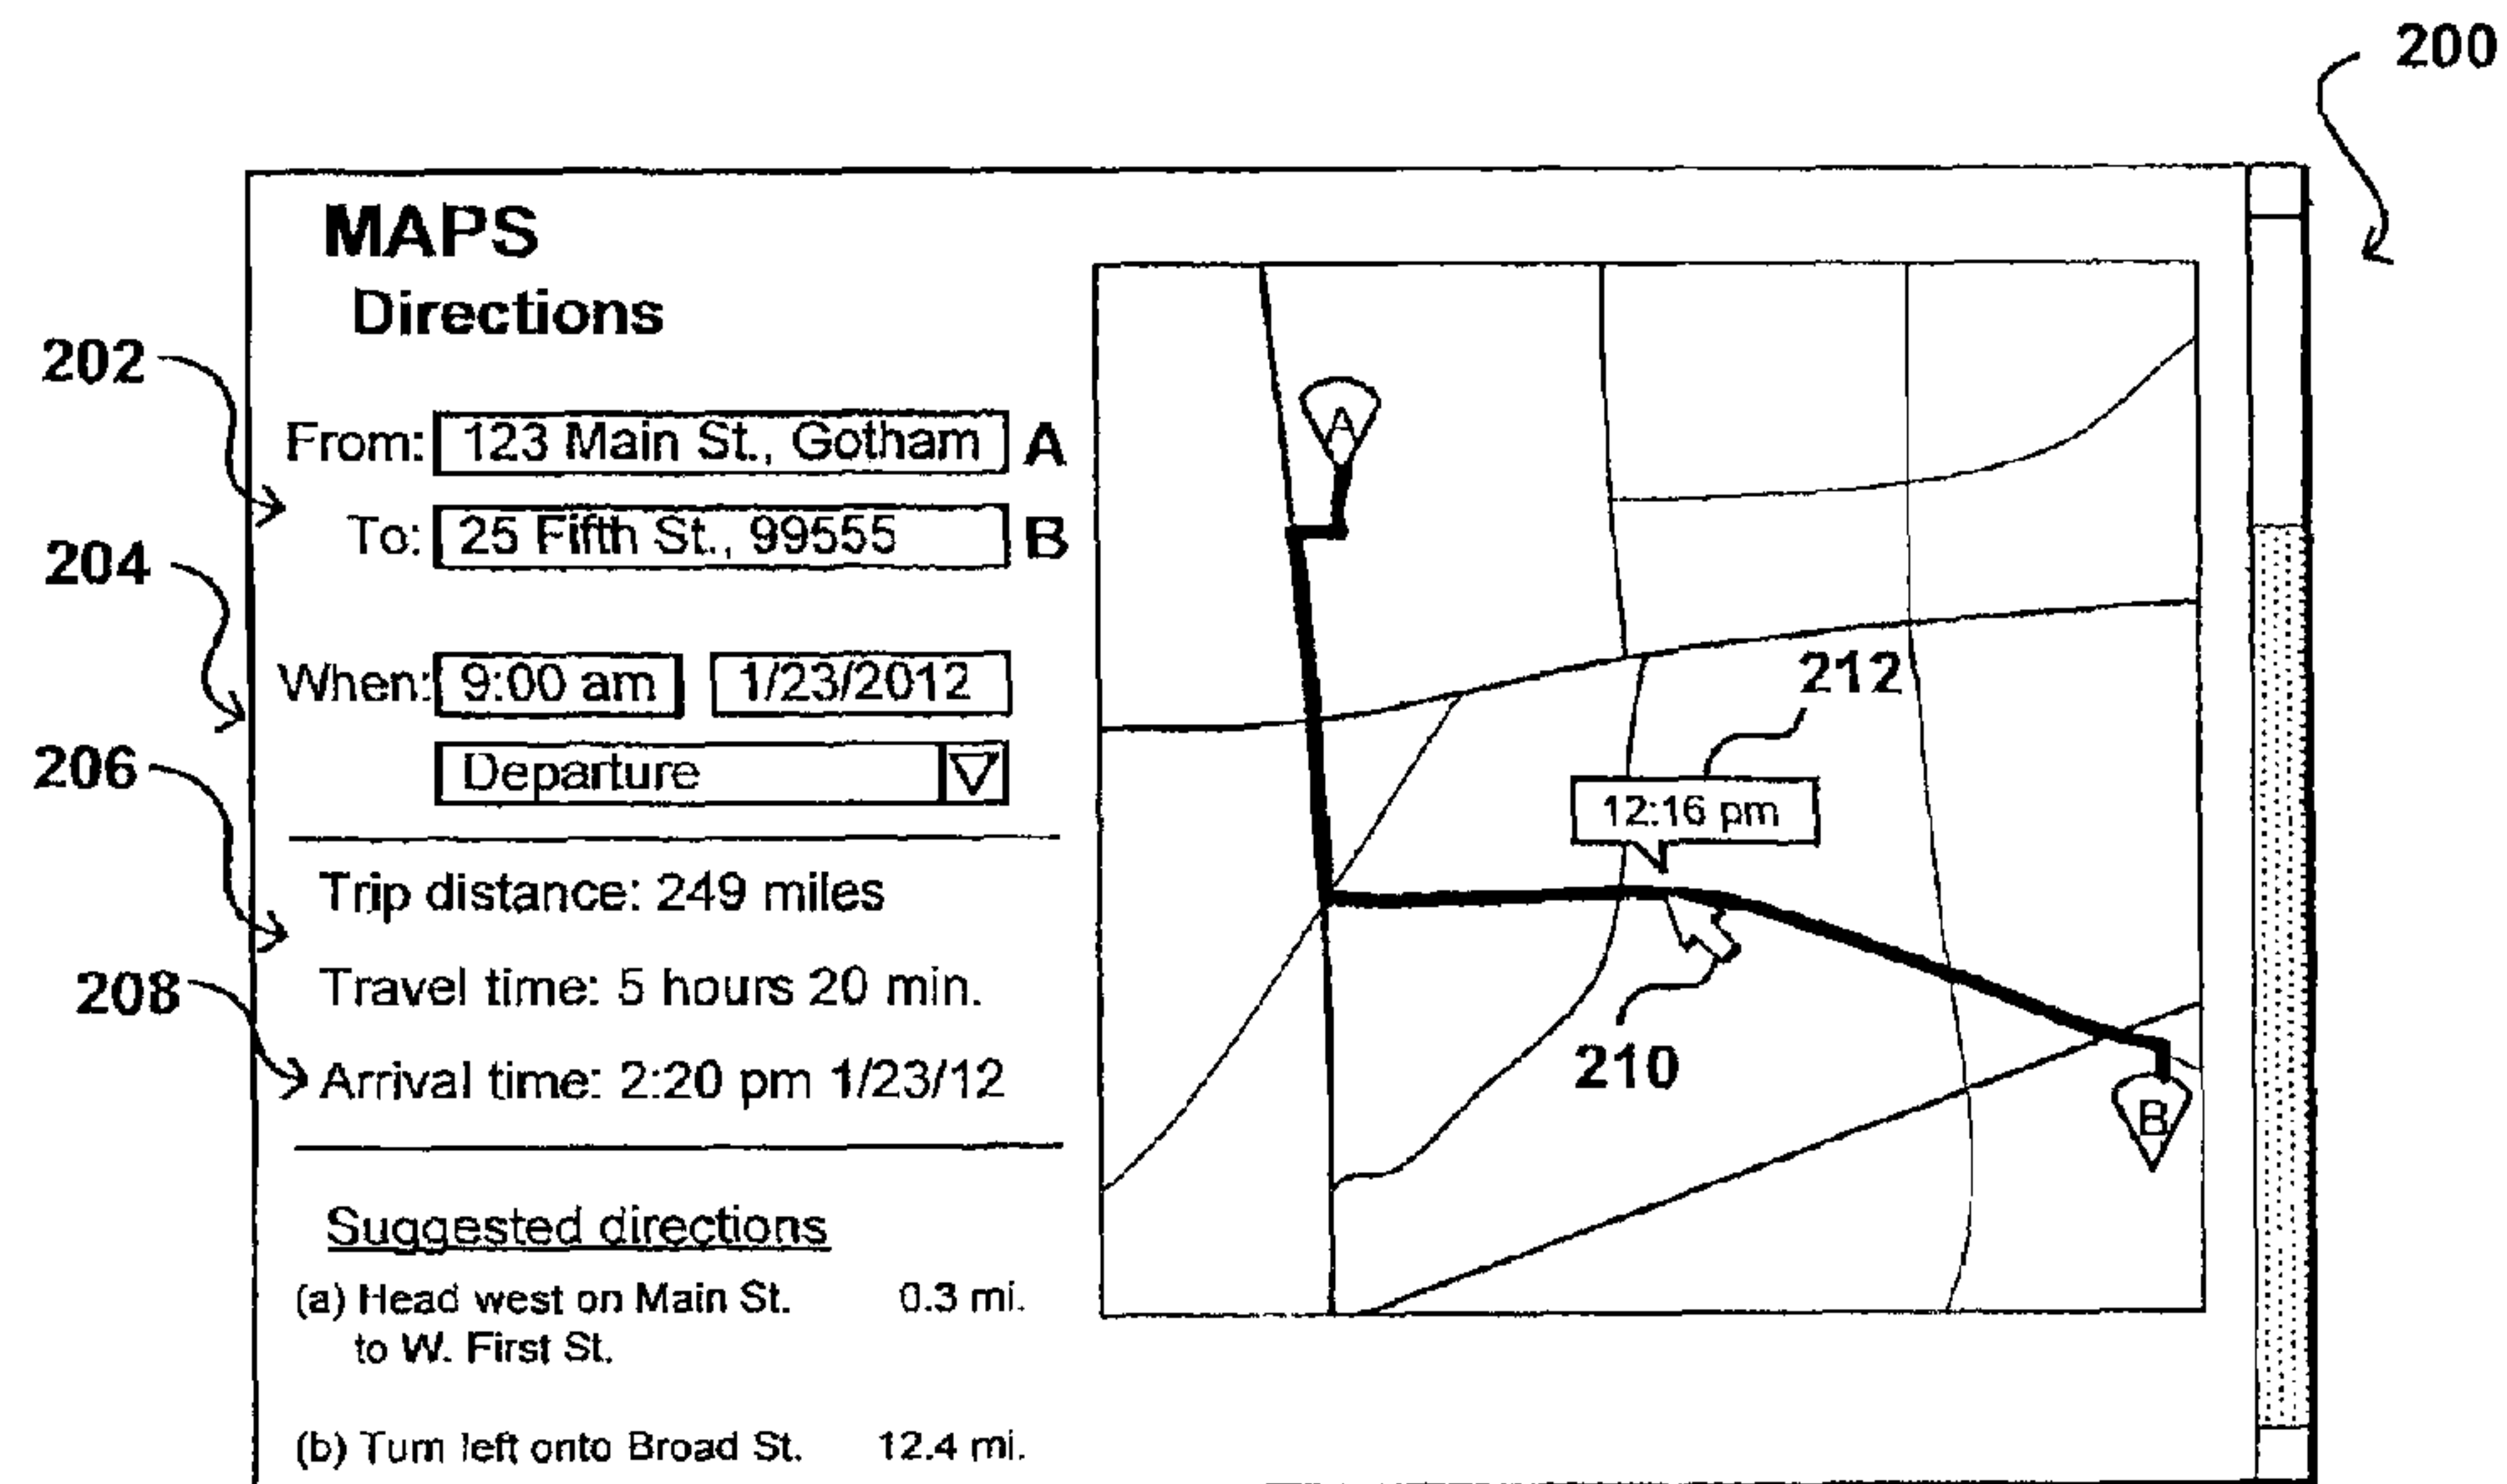 200
MAPS
Directions
202
From: 123 Main St., Gotham A
To: 25 Fifth St., 99555 B
204
When: 9:00 am 1/23/2012
Departure
206
Trip distance: 249 miles
Travel time: 5 hours 20 min.
208
Arrival time: 2:20 pm 1/23/12
Suggested directions
(a) Head west on Main St. 0.3 mi.
to W. First St.
(b) Turn left onto Broad St. 12.4 mi.
A
212
12:16 pm
210
B